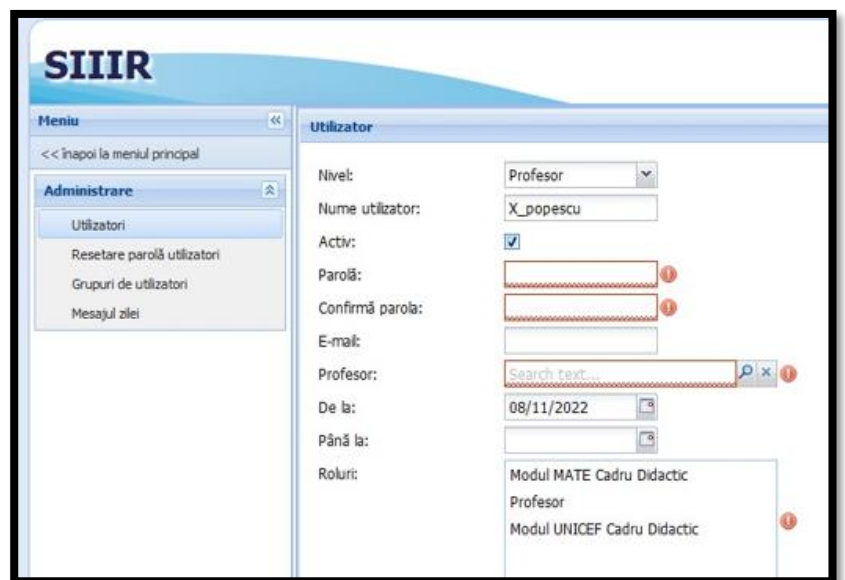 SIIIR
Meniu
<< înapoi la meniul principal
Administrare
Utilizatori
Resetare parolă utilizatori
Grupuri de utilizatori
Mesajul zilei
Utilizator
Nivel: Profesor
Nume utilizator: X_popescu
Activ:
Parolă:
Confirmă parola:
E-mail:
Profesor: Search text...
De la: 08/11/2022
Până la:
Roluri: Modul MATE Cadru Didactic
Profesor
Modul UNICEF Cadru Didactic